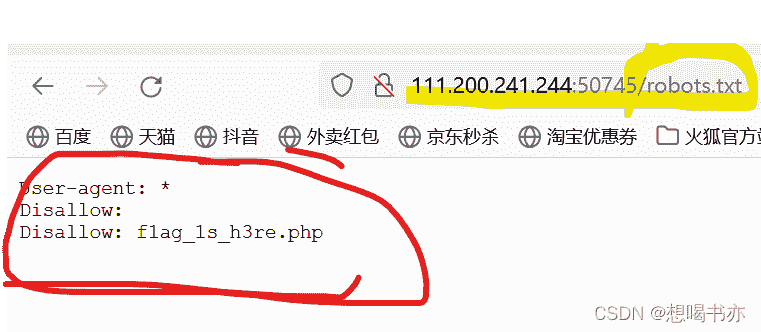 111.200.241.244:50745/robots.txt
百度 天猫 抖音 外卖红包 京东秒杀 淘宝优惠券 火狐官方站
User-agent: *
Disallow:
Disallow: f1ag_1s_h3re.php
CSDN @想喝书亦